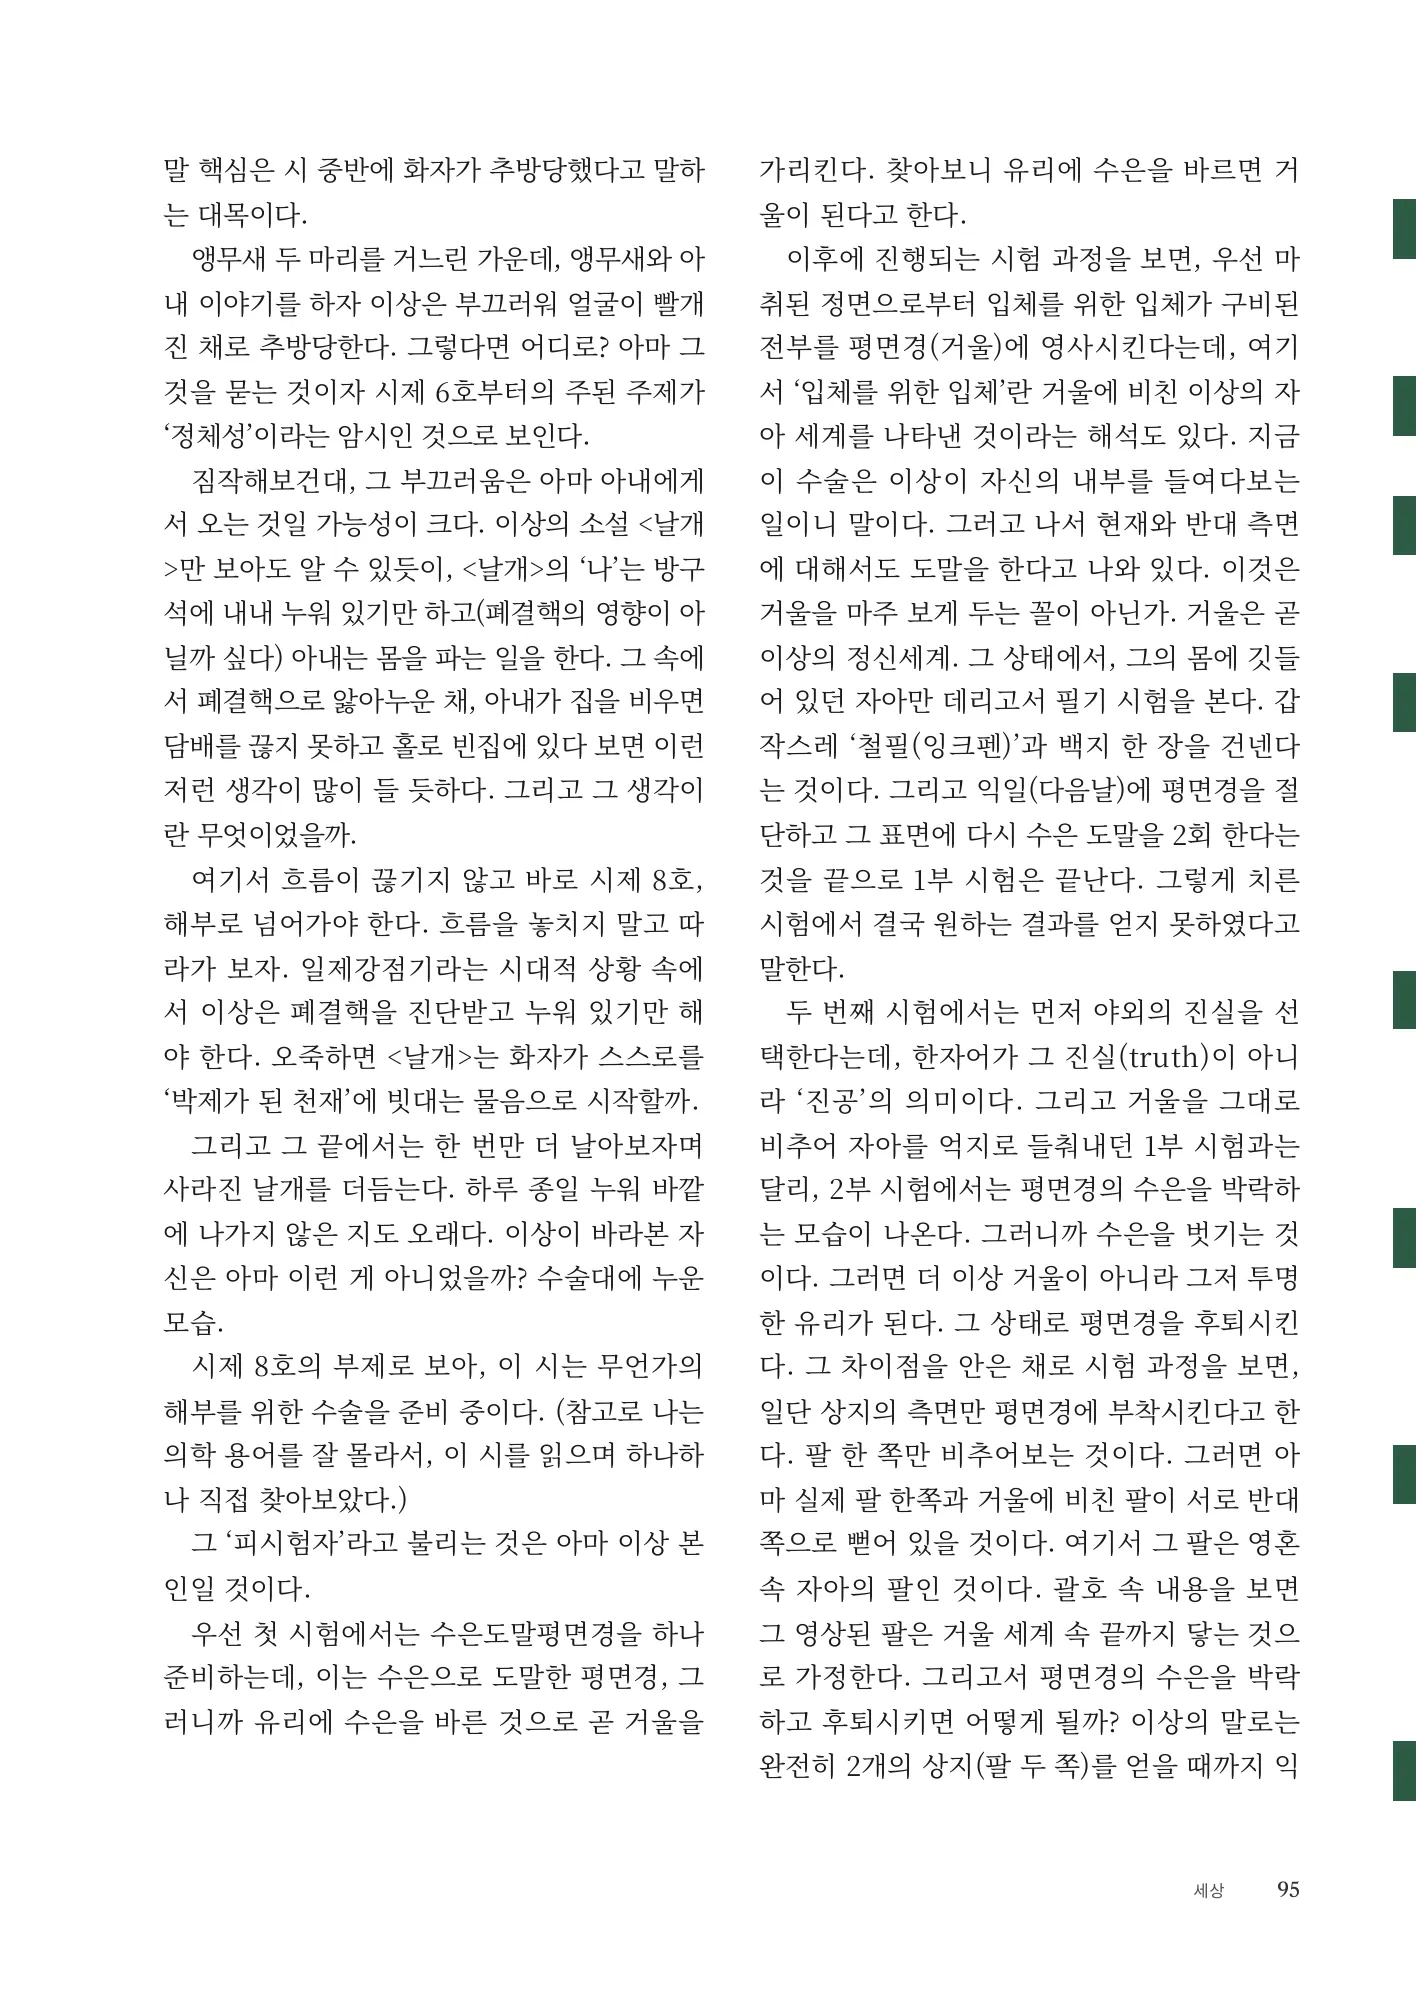 말 핵심은 시 중반에 화자가 추방당했다고 말하
는 대목이다.
앵무새 두 마리를 거느린 가운데, 앵무새와 아
내 이야기를 하자 이상은 부끄러워 얼굴이 빨개
진 채로 추방당한다. 그렇다면 어디로? 아마 그
것을 묻는 것이자 시제 6호부터의 주된 주제가
‘정체성’이라는 암시인 것으로 보인다.
짐작해보건대, 그 부끄러움은 아마 아내에게
서 오는 것일 가능성이 크다. 이상의 소설 <날개
>만 보아도 알 수 있듯이, <날개>의 ‘나’는 방구
석에 내내 누워 있기만 하고(폐결핵의 영향이 아
닐까 싶다) 아내는 몸을 파는 일을 한다. 그 속에
서 폐결핵으로 앓아누운 채, 아내가 집을 비우면
담배를 끊지 못하고 홀로 빈집에 있다 보면 이런
저런 생각이 많이 들 듯하다. 그리고 그 생각이
란 무엇이었을까.
여기서 흐름이 끊기지 않고 바로 시제 8호,
해부로 넘어가야 한다. 흐름을 놓치지 말고 따
라가 보자. 일제강점기라는 시대적 상황 속에
서 이상은 폐결핵을 진단받고 누워 있기만 해
야 한다. 오죽하면 <날개>는 화자가 스스로를
‘박제가 된 천재’에 빗대는 물음으로 시작할까.
그리고 그 끝에서는 한 번만 더 날아보자며
사라진 날개를 더듬는다. 하루 종일 누워 바깥
에 나가지 않은 지도 오래다. 이상이 바라본 자
신은 아마 이런 게 아니었을까? 수술대에 누운
모습.
시제 8호의 부제로 보아, 이 시는 무언가의
해부를 위한 수술을 준비 중이다. (참고로 나는
의학 용어를 잘 몰라서, 이 시를 읽으며 하나하
나 직접 찾아보았다.)
그 ‘피시험자’라고 불리는 것은 아마 이상 본
인일 것이다.
우선 첫 시험에서는 수은도말평면경을 하나
준비하는데, 이는 수은으로 도말한 평면경, 그
러니까 유리에 수은을 바른 것으로 곧 거울을
가리킨다. 찾아보니 유리에 수은을 바르면 거
울이 된다고 한다.
이후에 진행되는 시험 과정을 보면, 우선 마
취된 정면으로부터 입체를 위한 입체가 구비된
전부를 평면경(거울)에 영사시킨다는데, 여기
서 ‘입체를 위한 입체’란 거울에 비친 이상의 자
아 세계를 나타낸 것이라는 해석도 있다. 지금
이 수술은 이상이 자신의 내부를 들여다보는
일이니 말이다. 그러고 나서 현재와 반대 측면
에 대해서도 도말을 한다고 나와 있다. 이것은
거울을 마주 보게 두는 꼴이 아닌가. 거울은 곧
이상의 정신세계. 그 상태에서, 그의 몸에 깃들
어 있던 자아만 데리고서 필기 시험을 본다. 갑
작스레 ‘철필(잉크펜)’과 백지 한 장을 건넨다
는 것이다. 그리고 익일(다음날)에 평면경을 절
단하고 그 표면에 다시 수은 도말을 2회 한다는
것을 끝으로 1부 시험은 끝난다. 그렇게 치른
시험에서 결국 원하는 결과를 얻지 못하였다고
말한다.
두 번째 시험에서는 먼저 야외의 진실을 선
택한다는데, 한자어가 그 진실(truth)이 아니
라 ‘진공’의 의미이다. 그리고 거울을 그대로
비추어 자아를 억지로 들춰내던 1부 시험과는
달리, 2부 시험에서는 평면경의 수은을 박락하
는 모습이 나온다. 그러니까 수은을 벗기는 것
이다. 그러면 더 이상 거울이 아니라 그저 투명
한 유리가 된다. 그 상태로 평면경을 후퇴시킨
다. 그 차이점을 안은 채로 시험 과정을 보면,
일단 상지의 측면만 평면경에 부착시킨다고 한
다. 팔 한 쪽만 비추어보는 것이다. 그러면 아
마 실제 팔 한쪽과 거울에 비친 팔이 서로 반대
쪽으로 뻗어 있을 것이다. 여기서 그 팔은 영혼
속 자아의 팔인 것이다. 괄호 속 내용을 보면
그 영상된 팔은 거울 세계 속 끝까지 닿는 것으
로 가정한다. 그리고서 평면경의 수은을 박락
하고 후퇴시키면 어떻게 될까? 이상의 말로는
완전히 2개의 상지(팔 두 쪽)를 얻을 때까지 익
세상 95